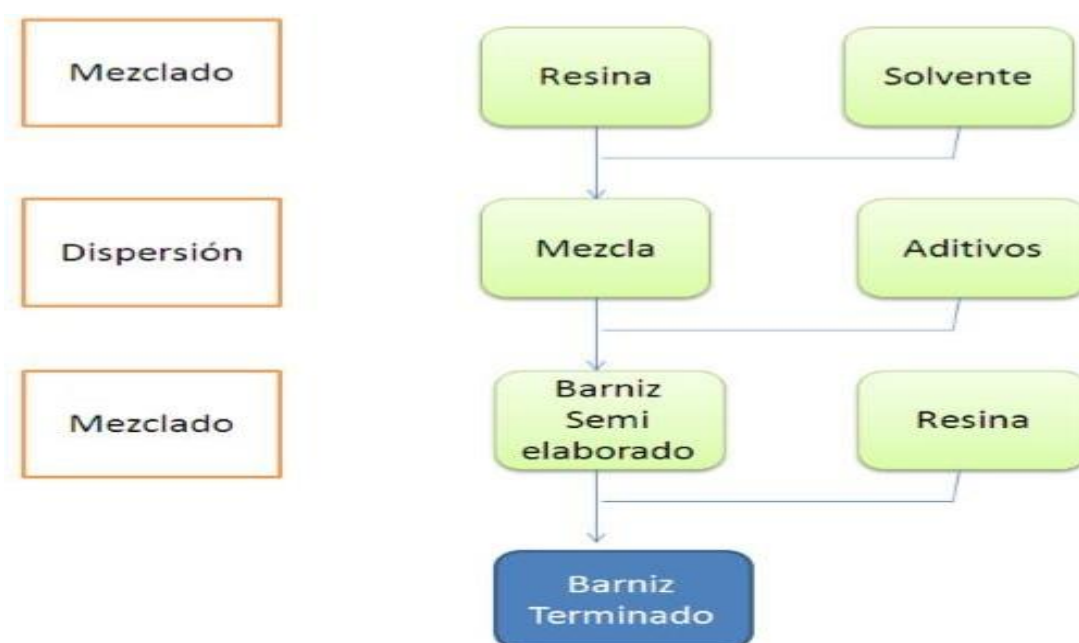 Mezclado
Resina
Solvente
Dispersión
Mezcla
Aditivos
Mezclado
Barniz
Semi
elaborado
Resina
Barniz
Terminado